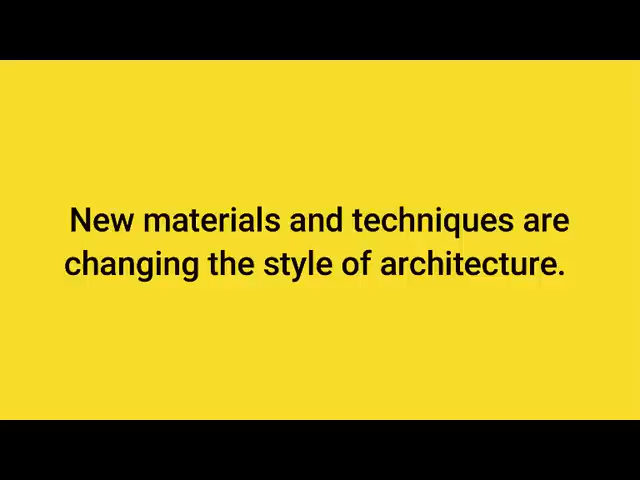 New materials and techniques are
changing the style of architecture.